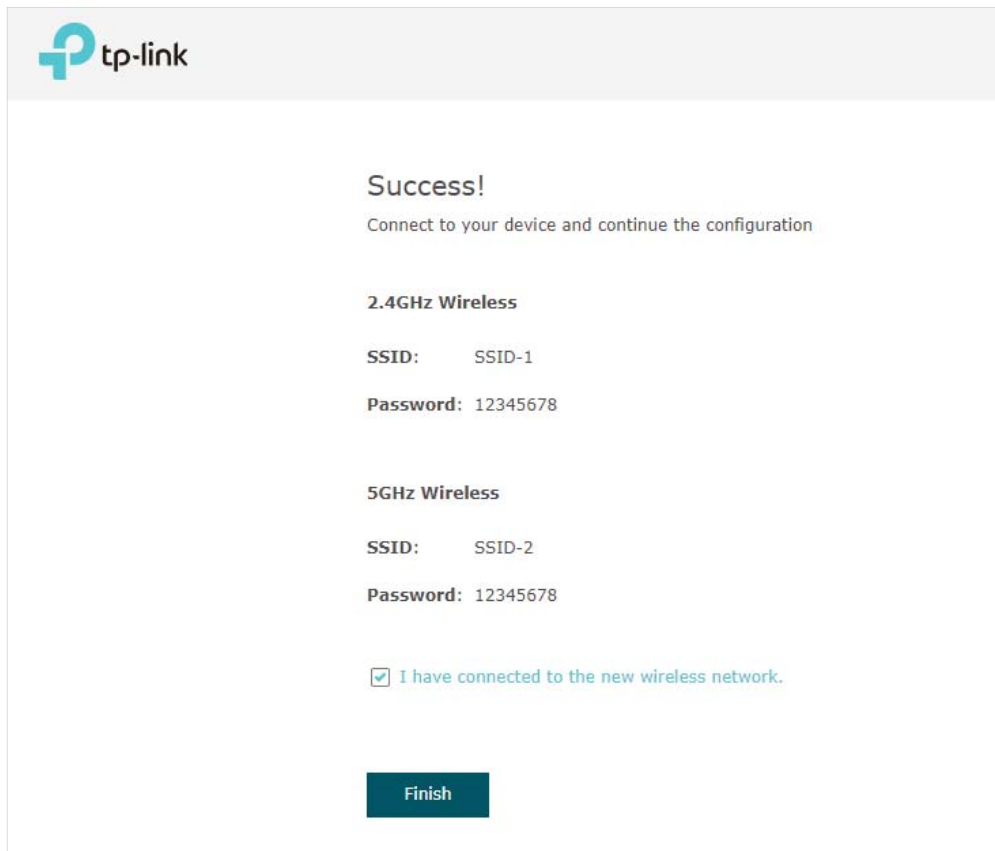 tp-link
Success!
Connect to your device and continue the configuration
2.4GHz Wireless
SSID: SSID-1
Password: 12345678
5GHz Wireless
SSID: SSID-2
Password: 12345678
I have connected to the new wireless network.
Finish